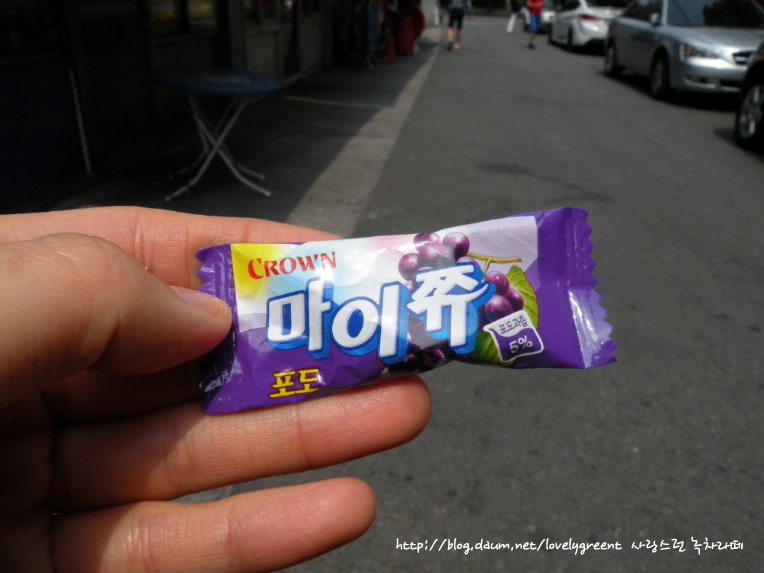 CROWN
마이쮸
포도
포도과즙
5%
http://blog.daum.net/lovelygreent 사랑스런 녹차라떼